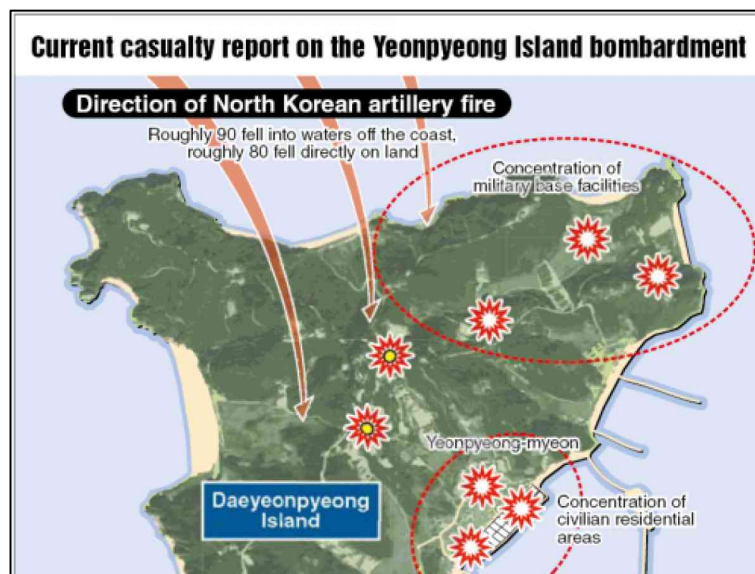 Current casualty report on the Yeonpyeong Island bombardment
Direction of North Korean artillery fire
Roughly 90 fell into waters off the coast,
roughly 80 fell directly on land
Concentration of
military base facilities
Yeonpyeong-myeon
Daeyeonpyeong
Island
Concentration of
civilian residential
areas